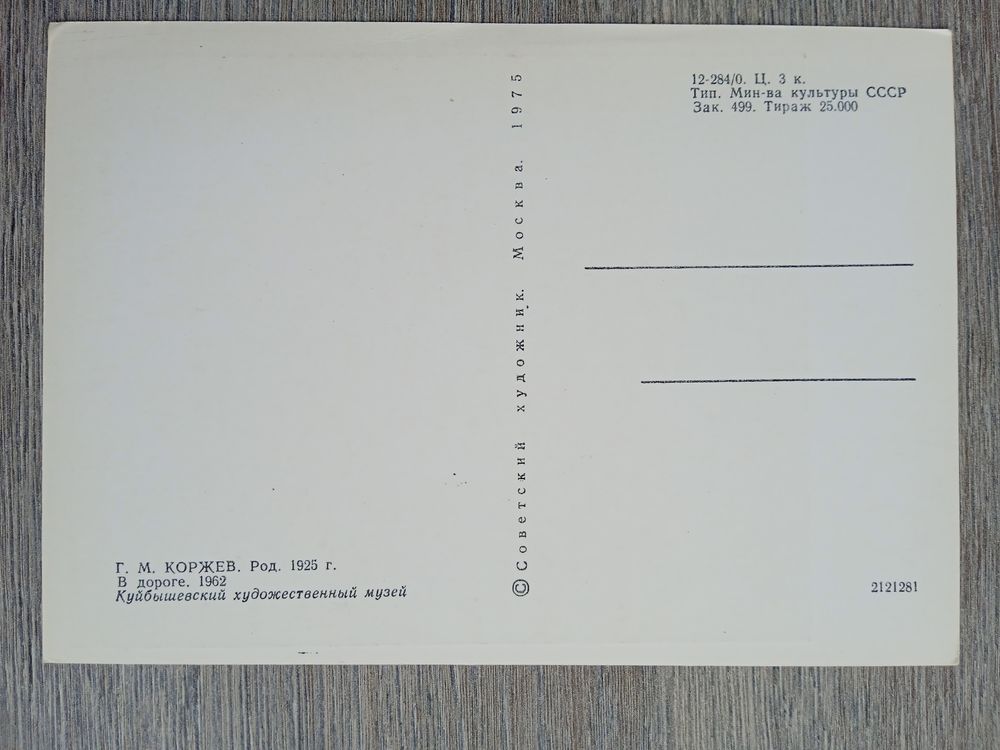 12-284/0. Ц. 3 к.
Тип. Мин-ва культуры СССР
Зак. 499. Тираж 25.000
© Советский художник. Москва. 1975
Г. М. КОРЖЕВ. Род. 1925 г.
В дороге. 1962
Куйбышевский художественный музей
2121281